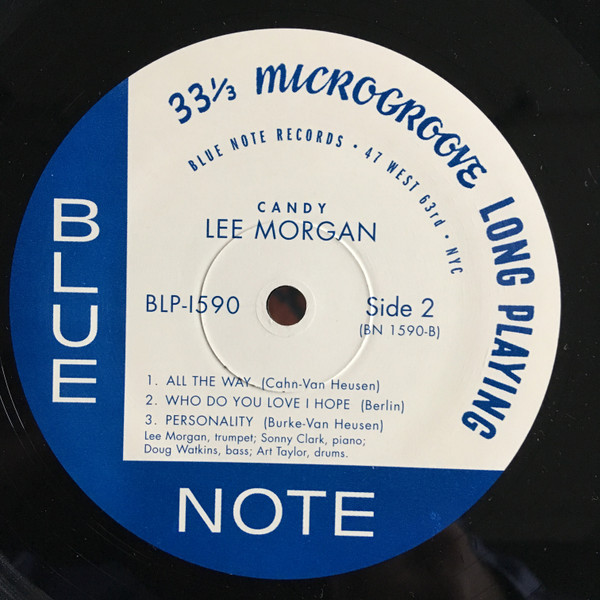 33⅓ MICROGROOVE LONG PLAYING
BLUE NOTE RECORDS • 47 WEST 63rd • NYC
CANDY
LEE MORGAN
BLP-1590
Side 2
(BN 1590-B)
1. ALL THE WAY (Cahn-Van Heusen)
2. WHO DO YOU LOVE I HOPE (Berlin)
3. PERSONALITY (Burke-Van Heusen)
Lee Morgan, trumpet; Sonny Clark, piano;
Doug Watkins, bass; Art Taylor, drums.
BLUE
NOTE